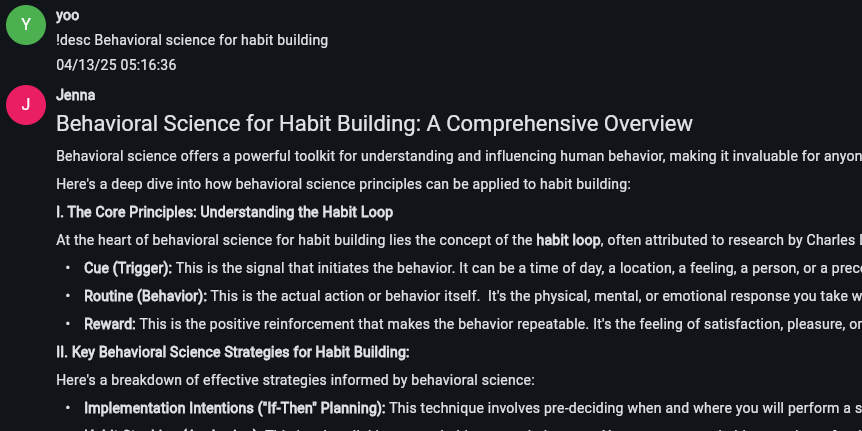 Y
yoo
!desc Behavioral science for habit building
04/13/25 05:16:36
J
Jenna
Behavioral Science for Habit Building: A Comprehensive Overview
Behavioral science offers a powerful toolkit for understanding and influencing human behavior, making it invaluable for anyon
Here's a deep dive into how behavioral science principles can be applied to habit building:
I. The Core Principles: Understanding the Habit Loop
At the heart of behavioral science for habit building lies the concept of the habit loop, often attributed to research by Charles
• Cue (Trigger): This is the signal that initiates the behavior. It can be a time of day, a location, a feeling, a person, or a prec
• Routine (Behavior): This is the actual action or behavior itself. It's the physical, mental, or emotional response you take w
• Reward: This is the positive reinforcement that makes the behavior repeatable. It's the feeling of satisfaction, pleasure, or
II. Key Behavioral Science Strategies for Habit Building:
Here's a breakdown of effective strategies informed by behavioral science:
• Implementation Intentions ("If-Then" Planning): This technique involves pre-deciding when and where you will perform a s